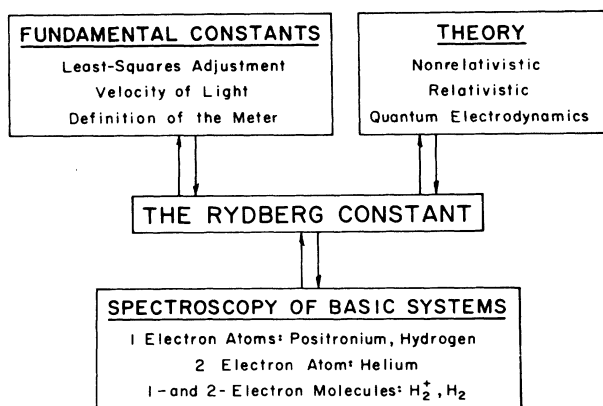 FUNDAMENTAL CONSTANTS
Least-Squares Adjustment
Velocity of Light
Definition of the Meter
THEORY
Nonrelativistic
Relativistic
Quantum Electrodynamics
THE RYDBERG CONSTANT
SPECTROSCOPY OF BASIC SYSTEMS
1 Electron Atoms: Positronium, Hydrogen
2 Electron Atom: Helium
1-and 2-Electron Molecules: H₂⁺, H₂